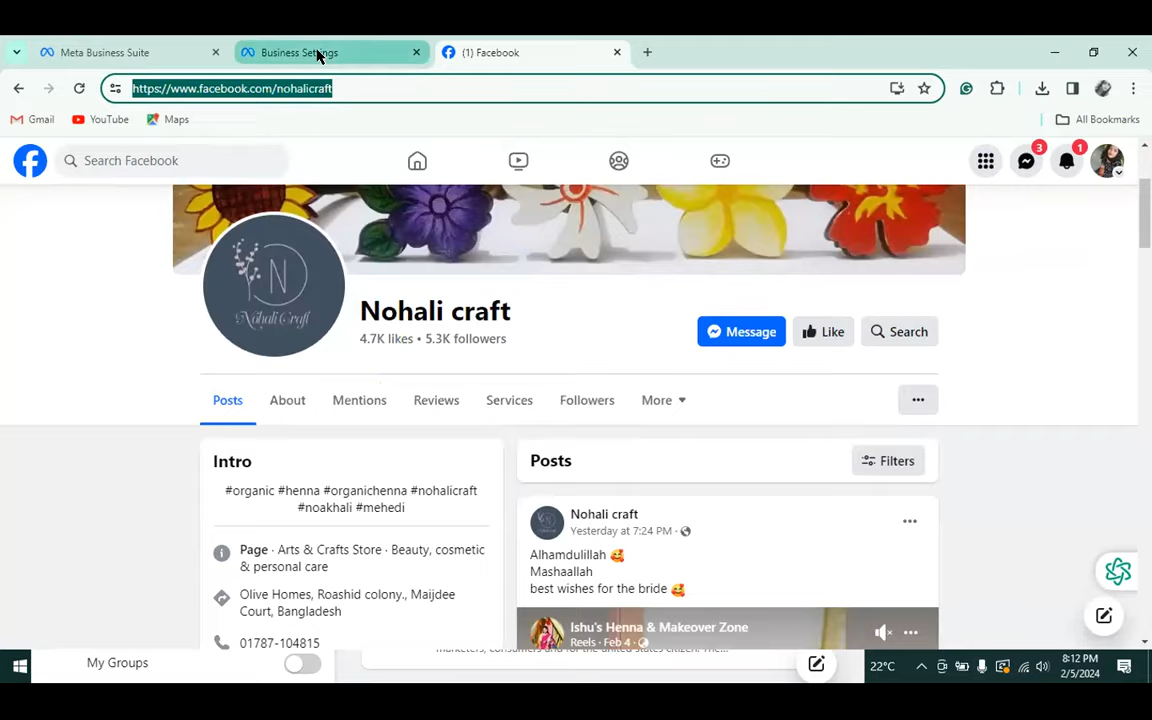 Meta Business Suite
Business Settings
(1) Facebook
https://www.facebook.com/nohalicraft
Gmail
YouTube
Maps
All Bookmarks
Search Facebook
3
1
N
Nohali Craft
Nohali craft
4.7K likes • 5.3K followers
Message
Like
Search
Posts
About
Mentions
Reviews
Services
Followers
More
Intro
#organic #henna #organichenna #nohalicraft
#noakhali #mehedi
Page · Arts & Crafts Store · Beauty, cosmetic
& personal care
Olive Homes, Roashid colony., Maijdee
Court, Bangladesh
01787-104815
Posts
Filters
Nohali craft
Yesterday at 7:24 PM
Alhamdulillah 🥰
Mashaallah
best wishes for the bride 🥰
Ishu's Henna & Makeover Zone
Reels · Feb 4
My Groups
22°C
8:12 PM
2/5/2024